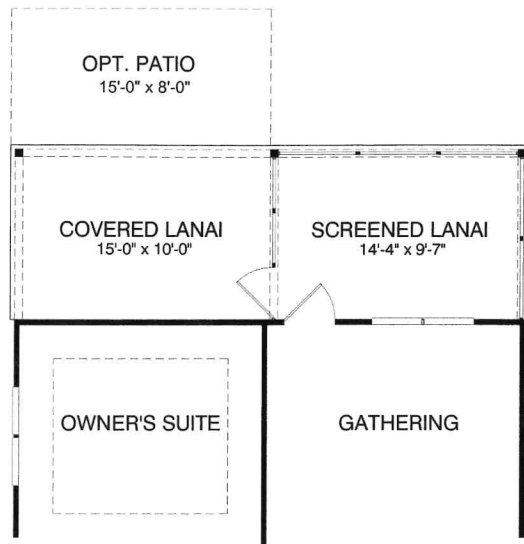 OPT. PATIO
15'-0" x 8'-0"
COVERED LANAI
15'-0" x 10'-0"
SCREENED LANAI
14'-4" x 9'-7"
OWNER'S SUITE
GATHERING